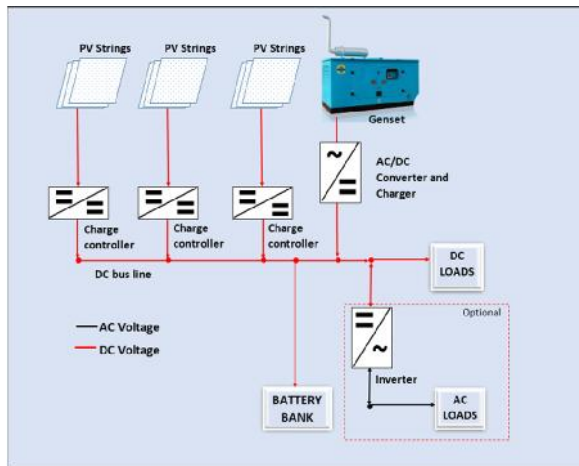 PV Strings
PV Strings
PV Strings
Genset
AC/DC
Converter and
Charger
Charge
controller
Charge
controller
Charge
controller
DC bus line
DC
LOADS
AC Voltage
DC Voltage
Optional
Inverter
BATTERY
BANK
AC
LOADS